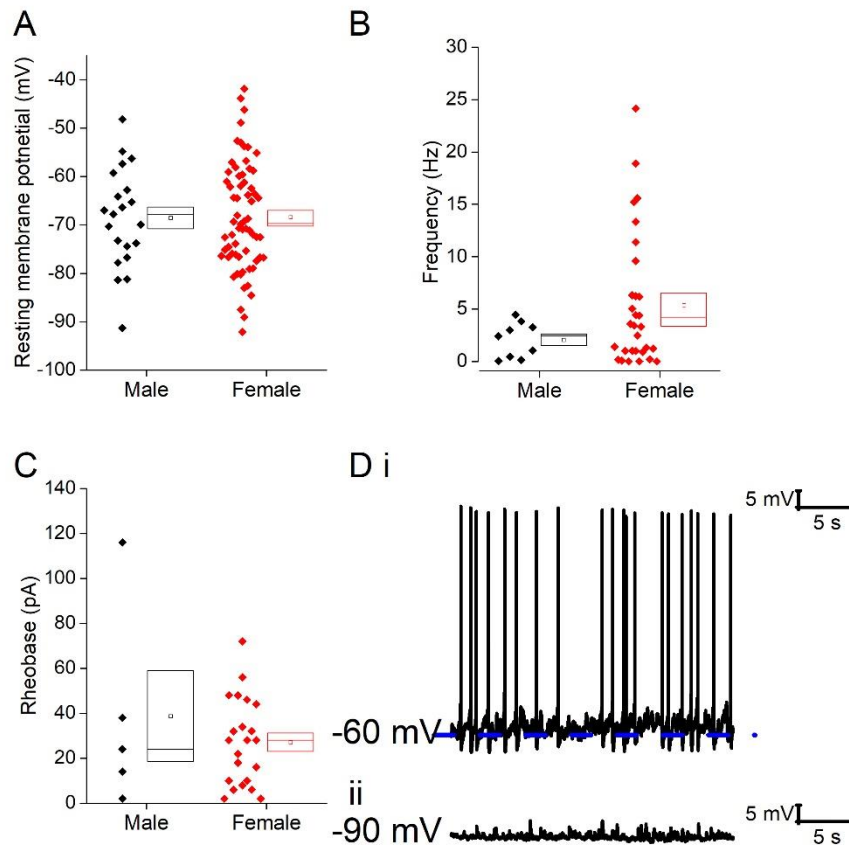 A
Resting membrane potnetial (mV)
-40
-50
-60
-70
-80
-90
-100
Male Female
B
Frequency (Hz)
30
25
20
15
10
5
0
Male Female
C
Rheobase (pA)
140
120
100
80
60
40
20
0
Male Female
D i
5 mV
5 s
-60 mV
ii
-90 mV
5 mV
5 s